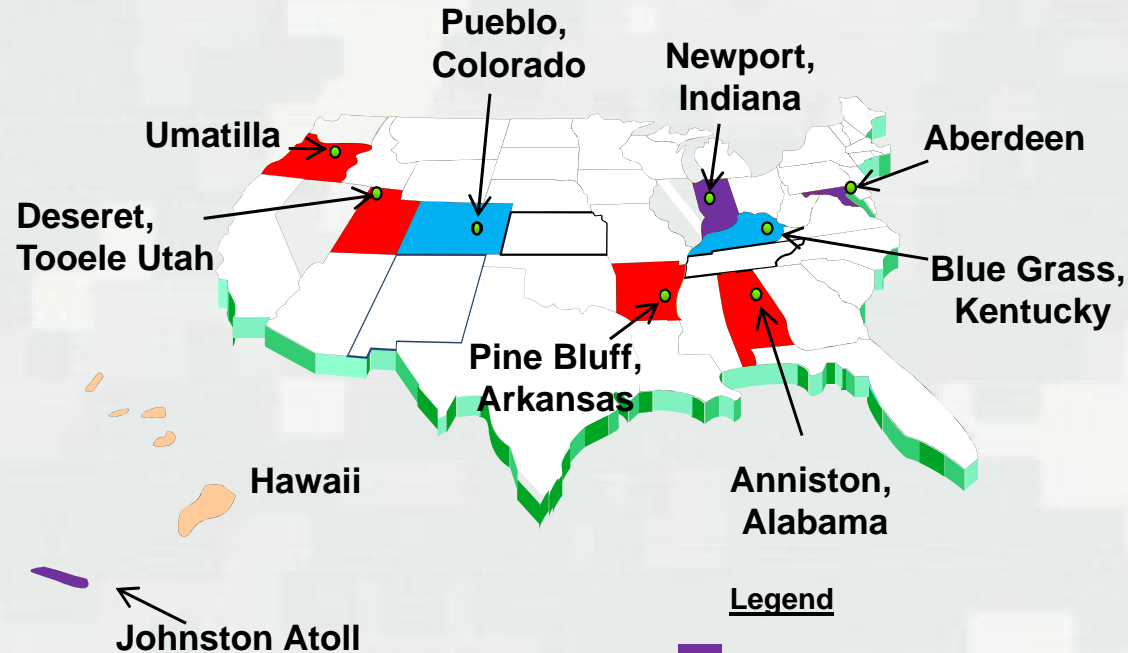 Pueblo,
Colorado
Newport,
Indiana
Umatilla
Aberdeen
Deseret,
Tooele Utah
Blue Grass,
Kentucky
Pine Bluff,
Arkansas
Hawaii
Anniston,
Alabama
Legend
Johnston Atoll